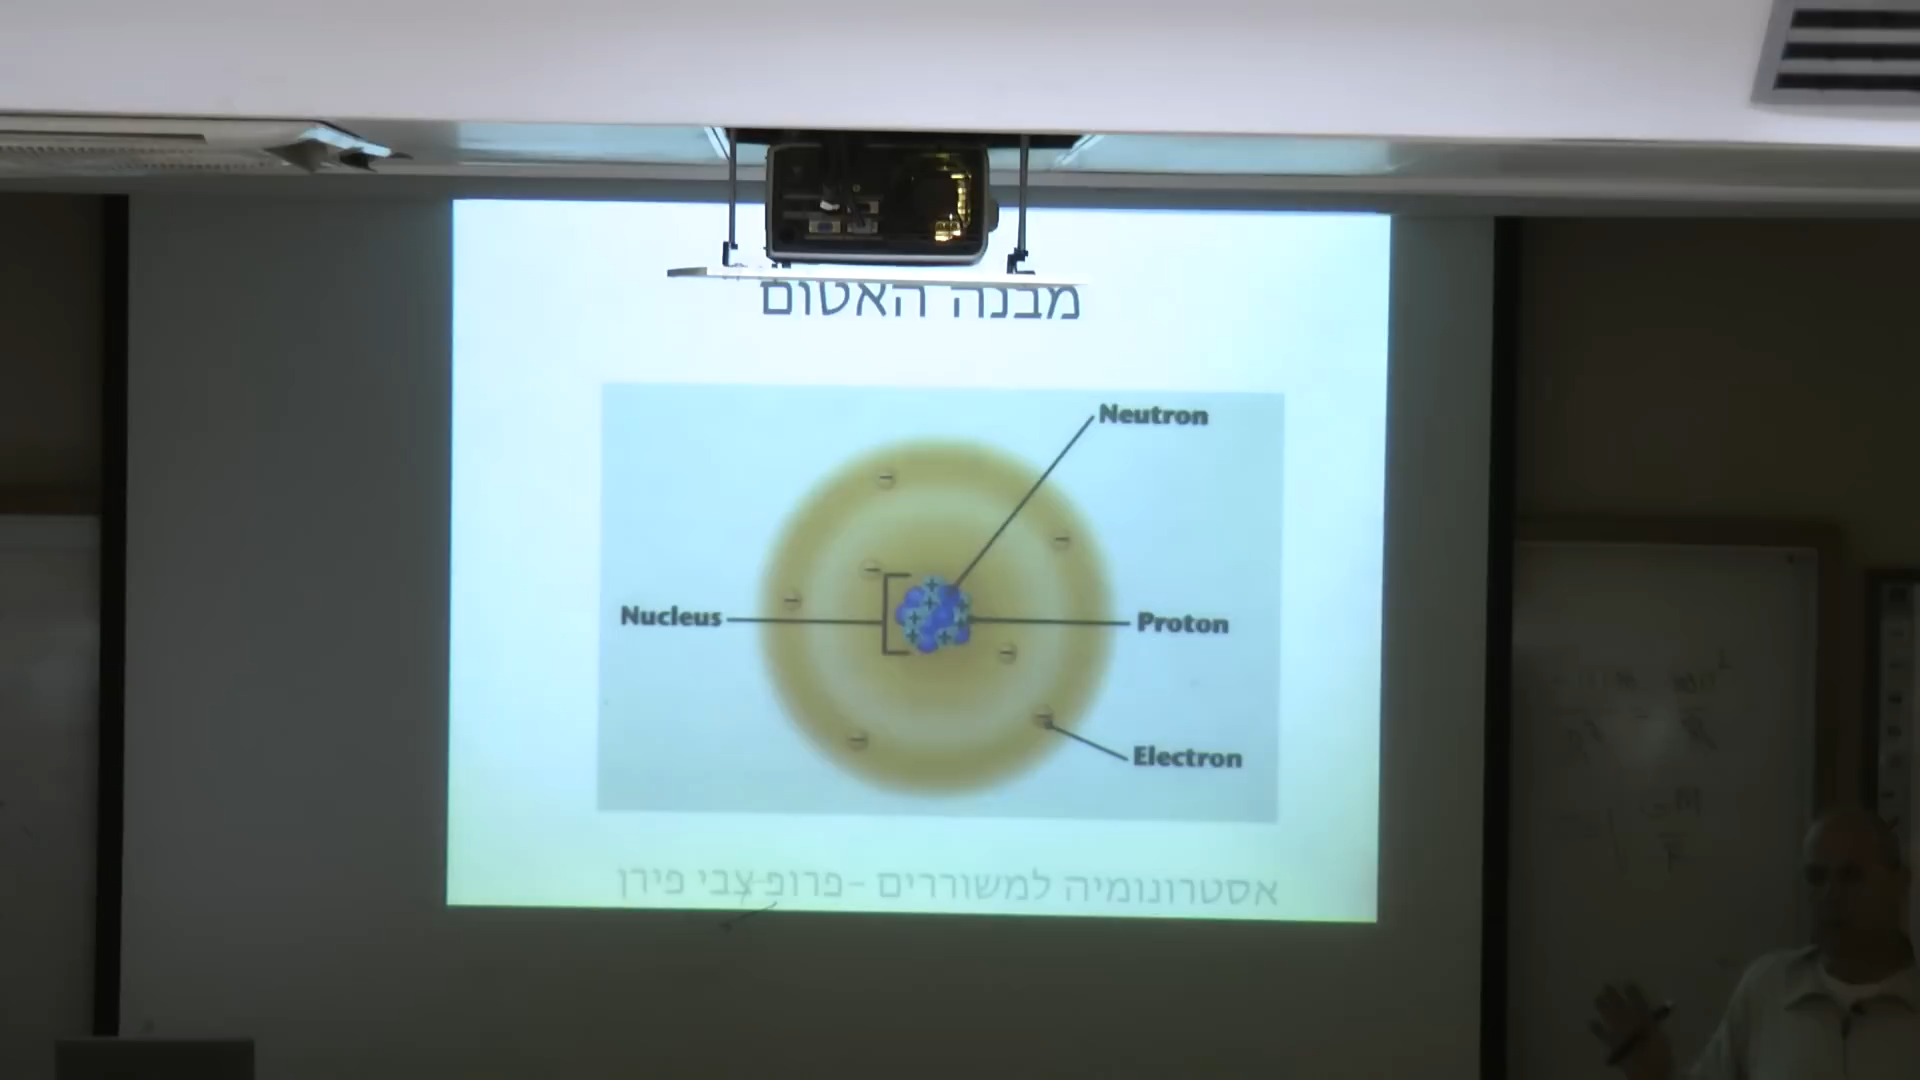 מבנה האטום
Neutron
Nucleus
Proton
Electron
אסטרונומיה למשוררים -פרופ צבי פירן